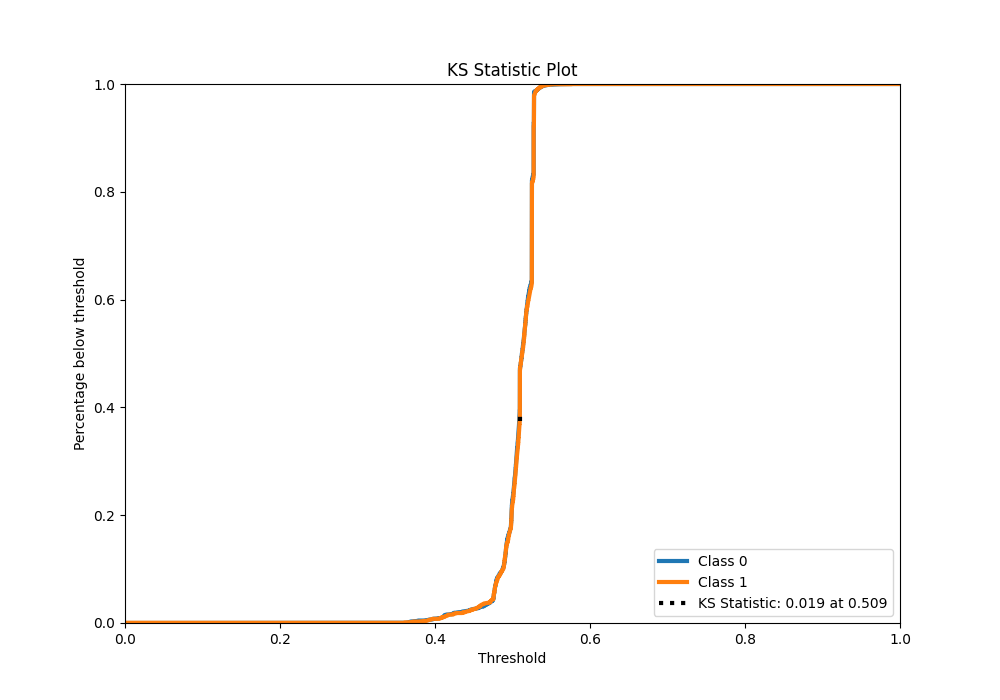 KS Statistic Plot
1.0
0.8
0.6
0.4
0.2
0.0
Percentage below threshold
0.0 0.2 0.4 0.6 0.8 1.0
Threshold
Class 0
Class 1
KS Statistic: 0.019 at 0.509